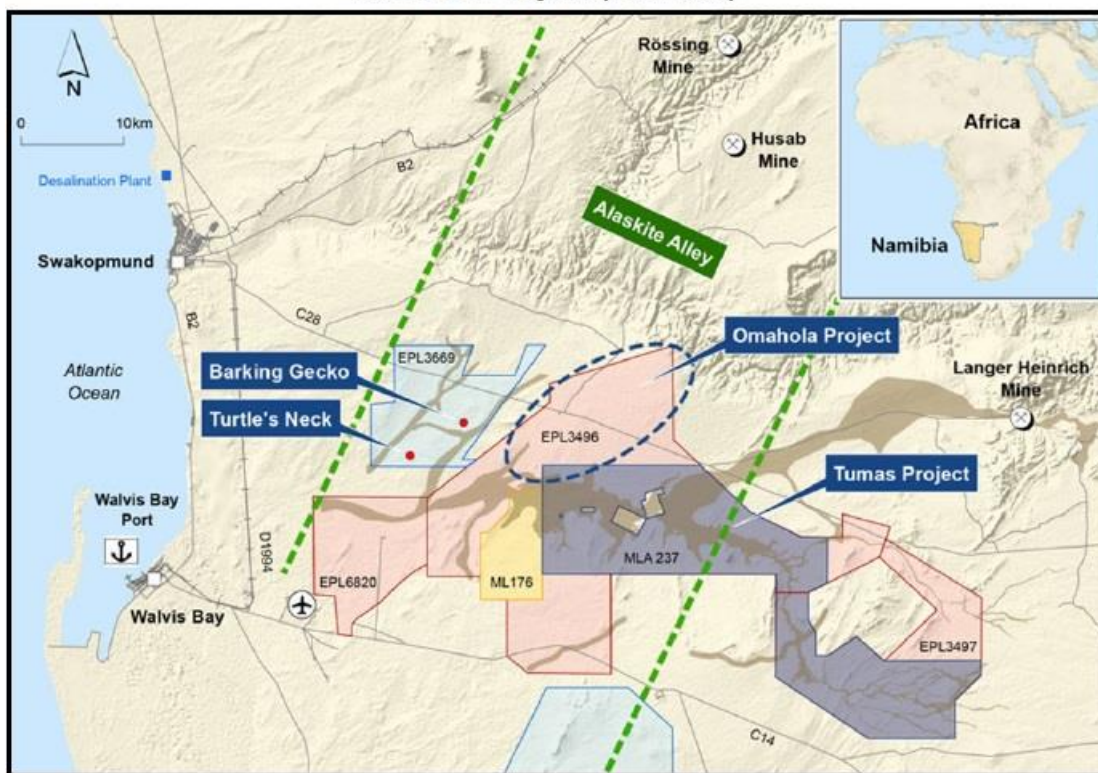 N
0
10km
Desalination Plant
Swakopmund
B2
B2
C28
Atlantic
Ocean
Rössing
Mine
Husab
Mine
Alaskite Alley
Africa
Namibia
Omahola Project
Langer Heinrich
Mine
EPL3669
Barking Gecko
Turtle's Neck
EPL3496
Tumas Project
Walvis Bay
Port
D1994
MLA 237
ML176
EPL6820
Walvis Bay
EPL3497
C14